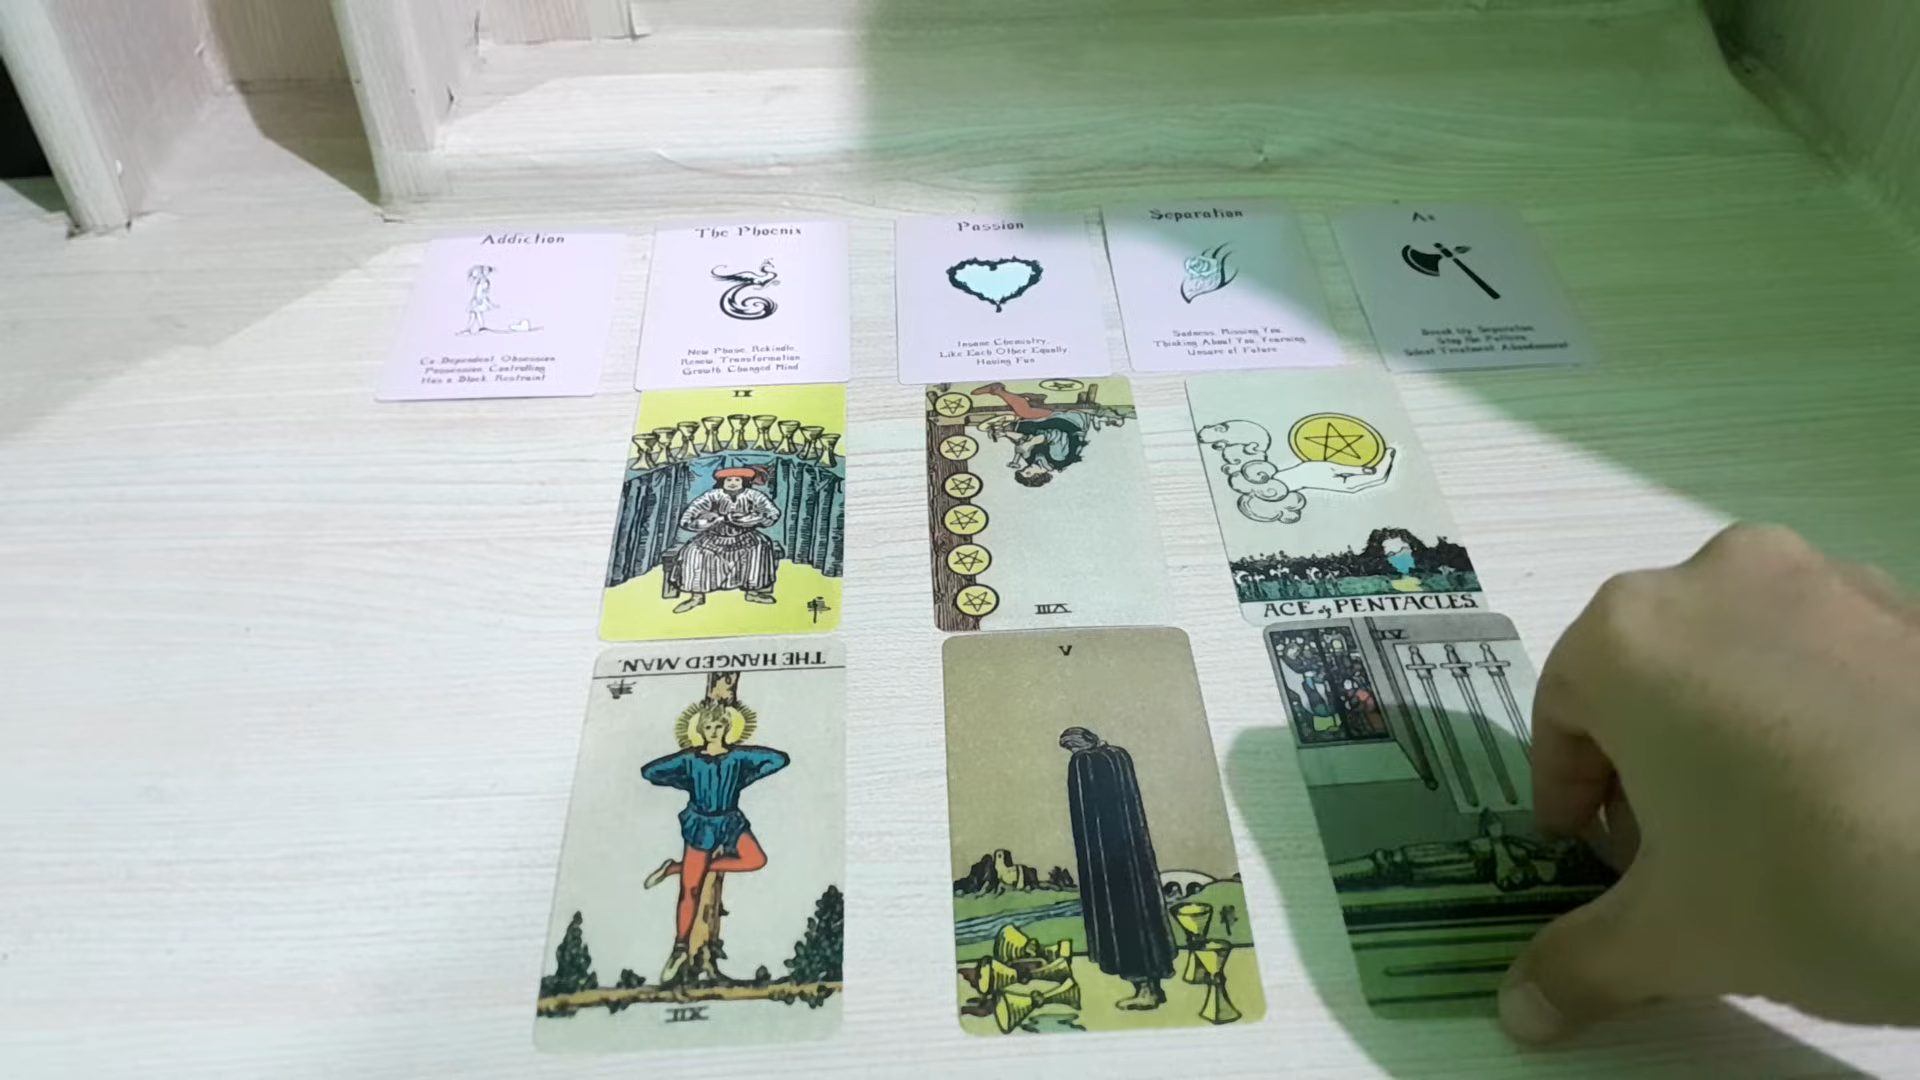 Addiction
Co-Dependent Obsession
Possession, Controlling
Has a Block, Restraint
The Phoenix
New Phase, Rekindle,
Renew Transformation
Growth, Changed Mind
Passion
Insane Chemistry,
Like Each Other Equally
Having Fun
Separation
Sadness, Missing You,
Thinking About You, Yearning,
Unsure of Future
Ax
Break Up, Separation
Silent Treatment, Abandonment
IX
VIII
ACE of PENTACLES.
THE HANGED MAN.
XII
V